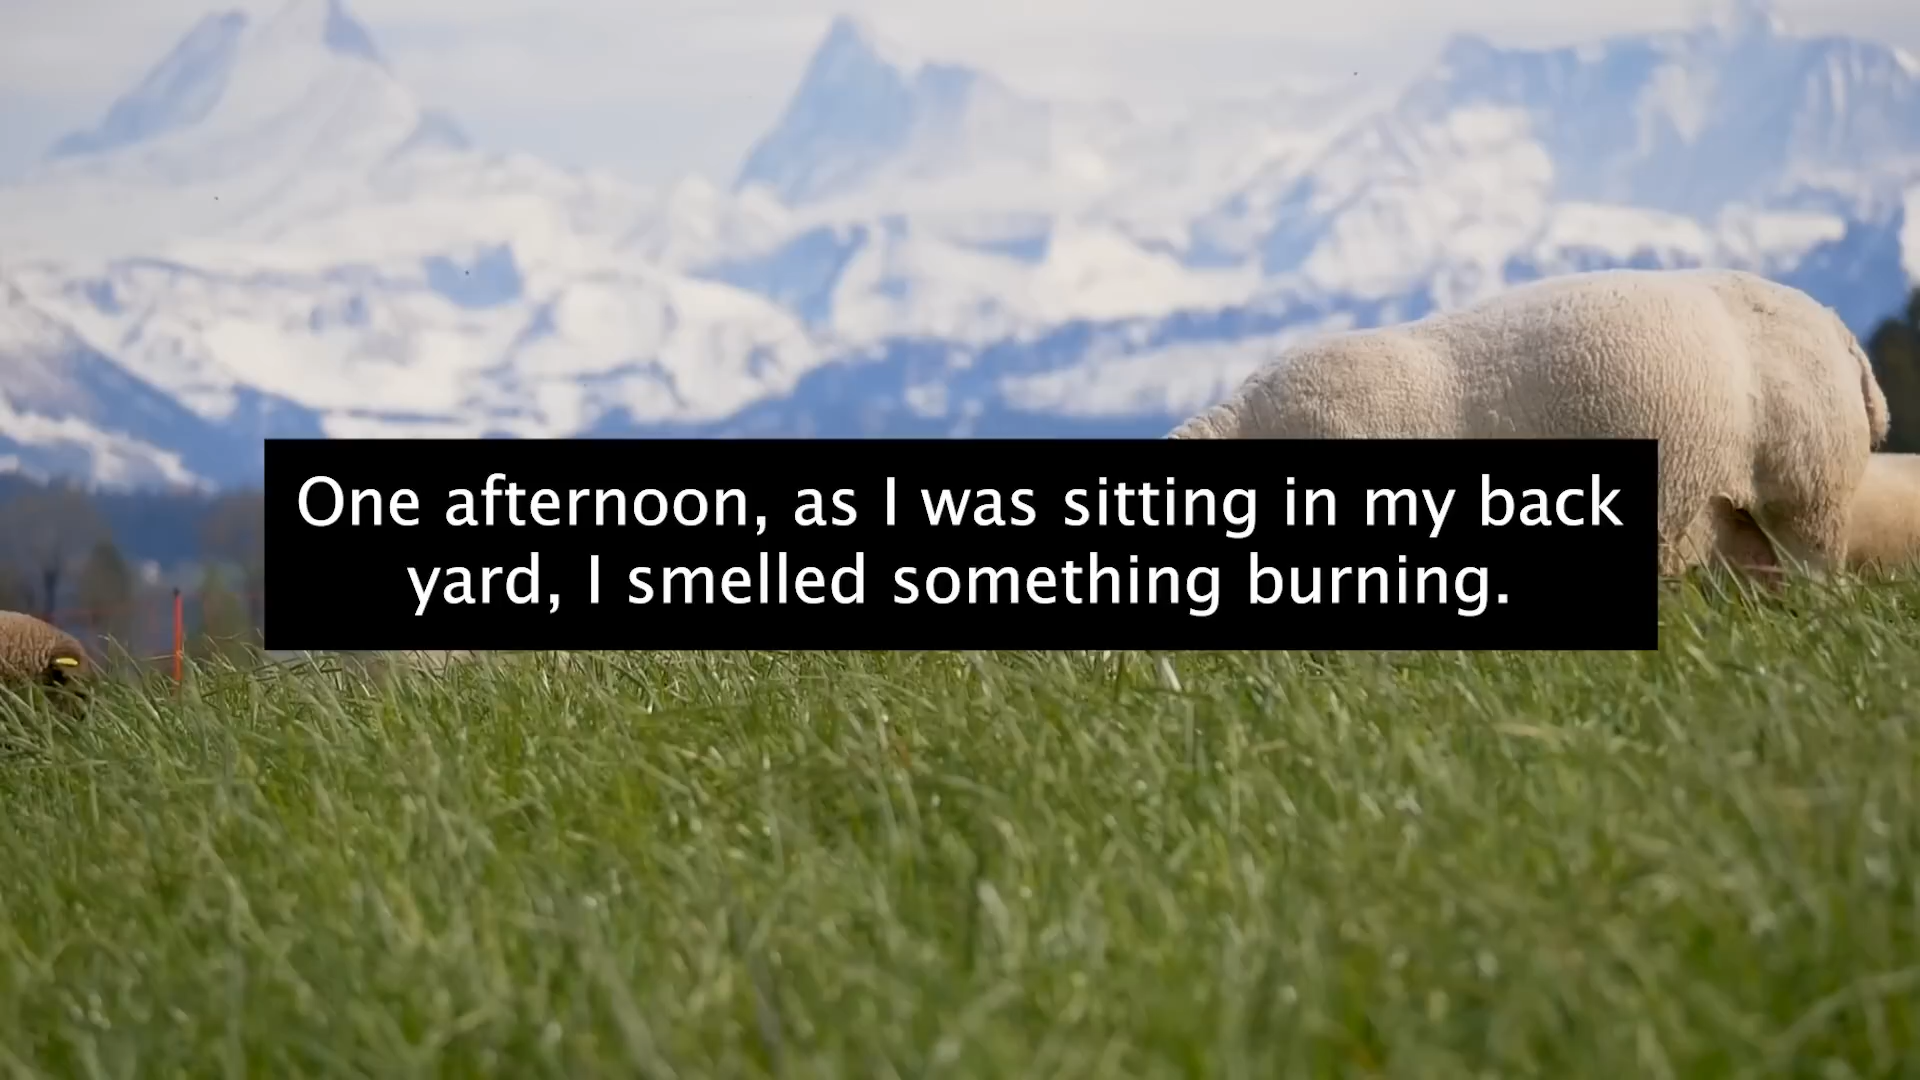 One afternoon, as I was sitting in my back
yard, I smelled something burning.